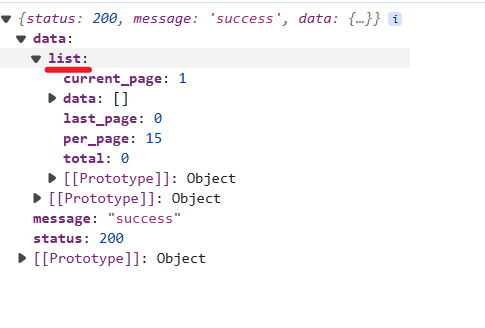 {status: 200, message: 'success', data: {…}} i
data:
list:
current_page: 1
data: []
last_page: 0
per_page: 15
total: 0
[[Prototype]]: Object
[[Prototype]]: Object
message: "success"
status: 200
[[Prototype]]: Object